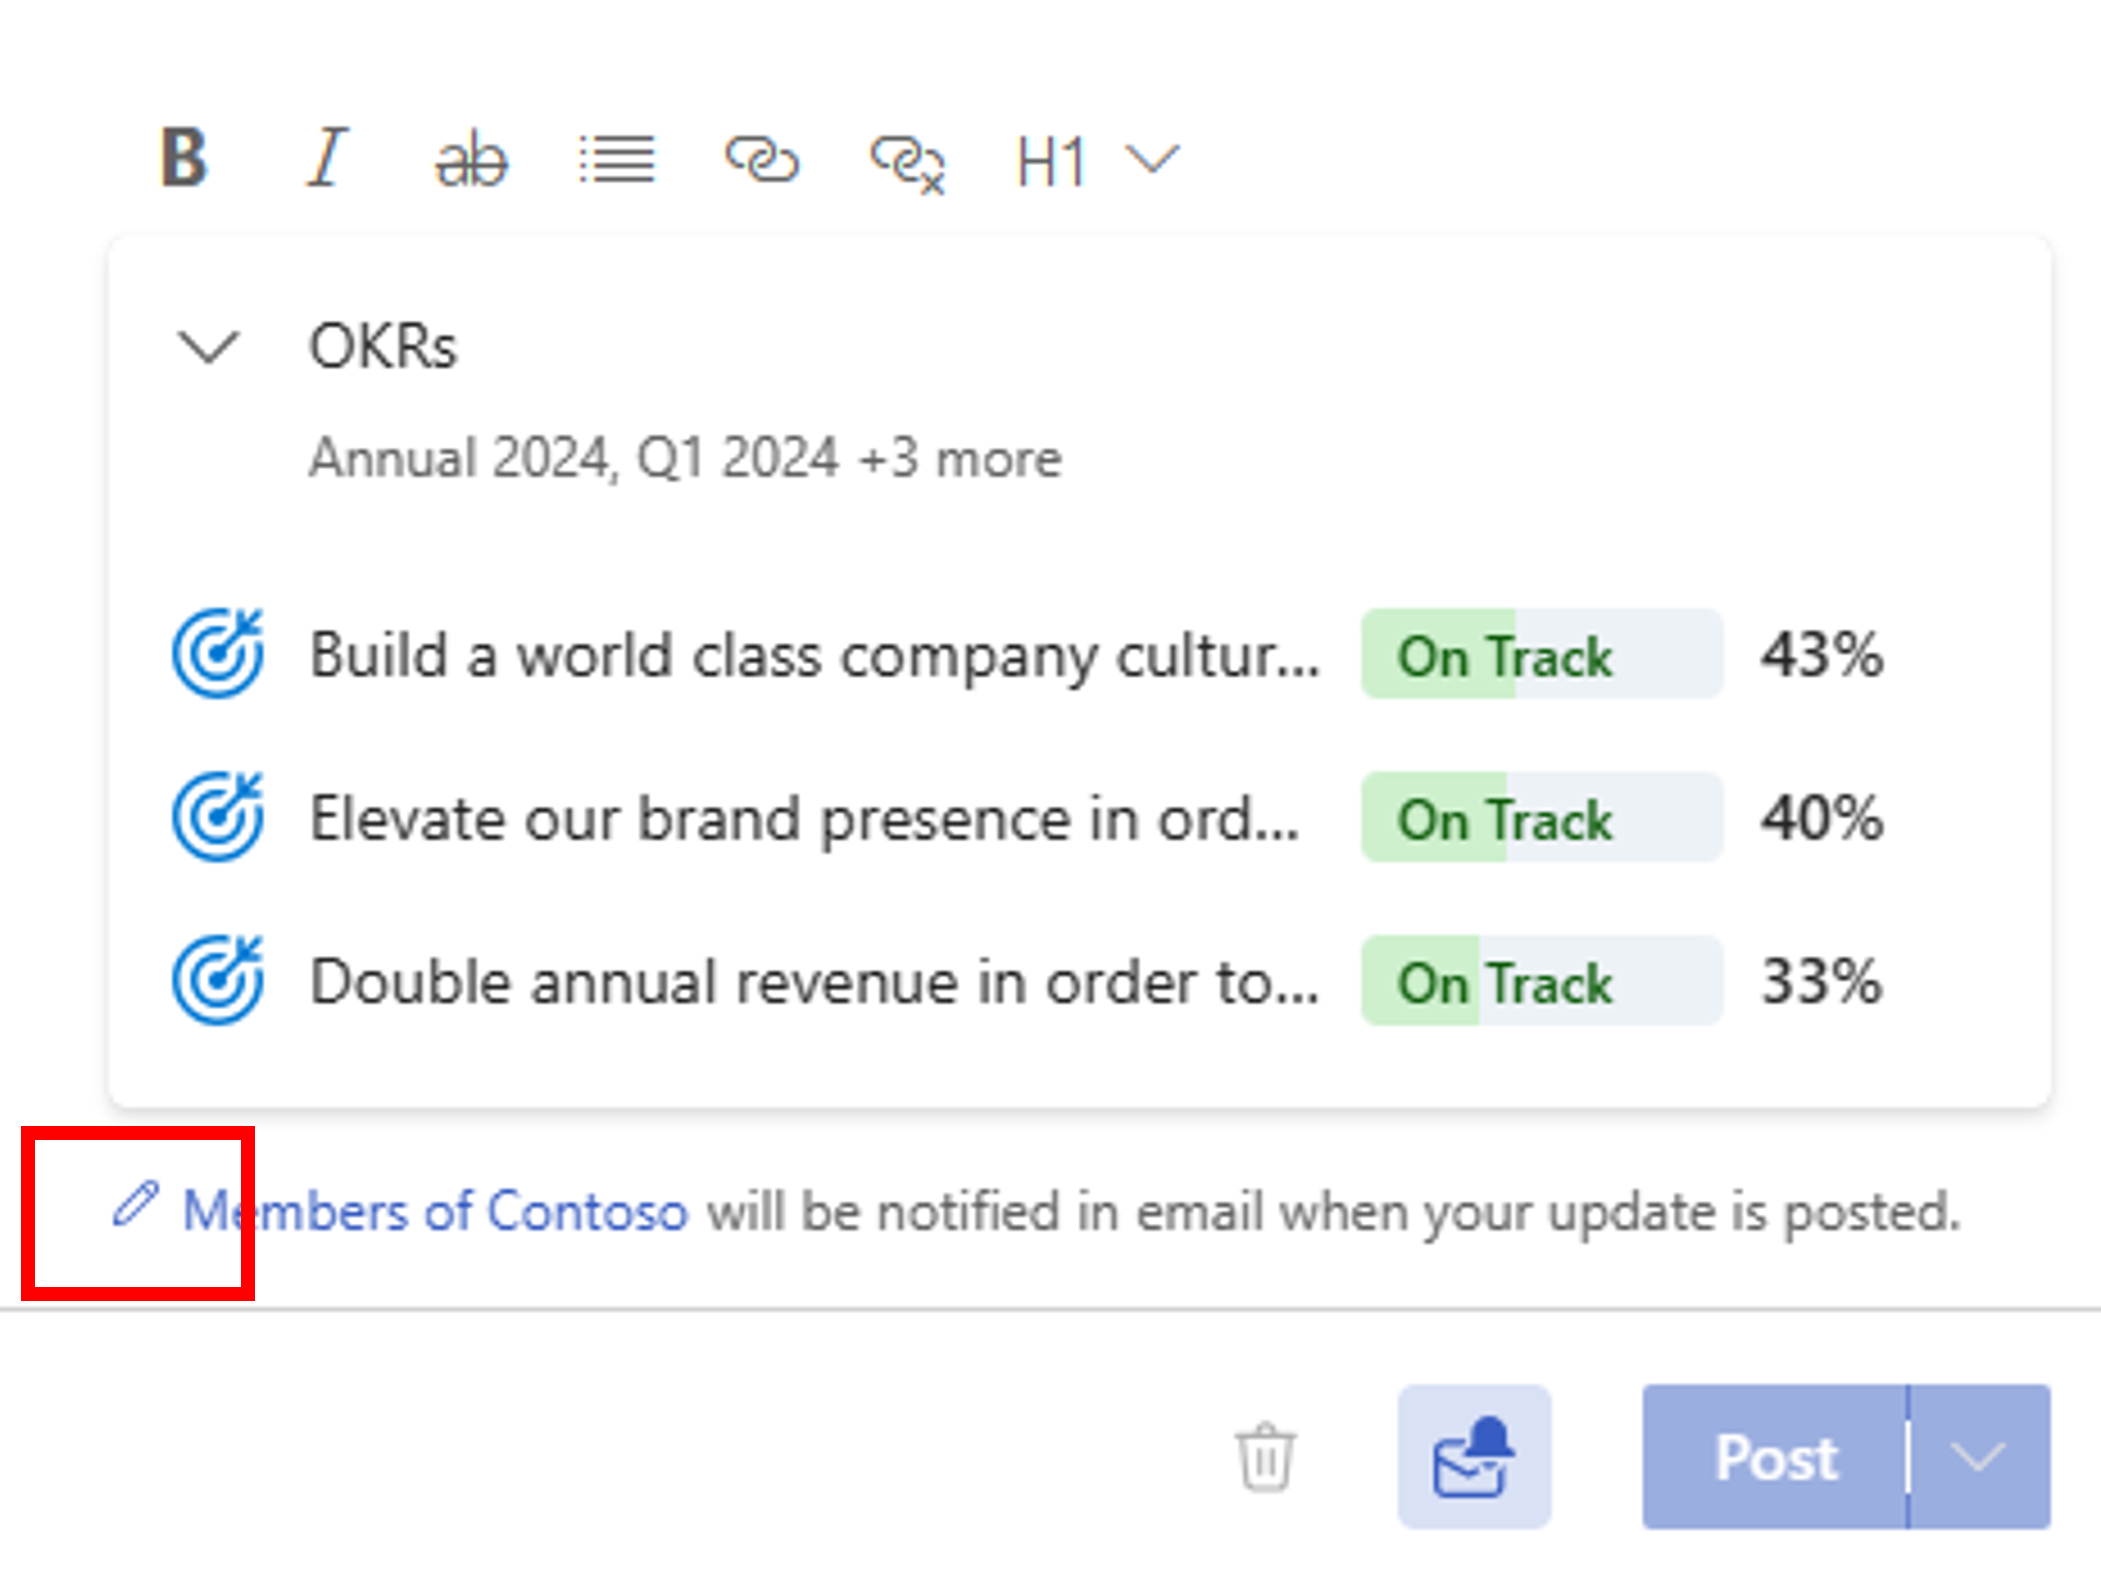 B I ab H1
OKRs
Annual 2024, Q1 2024 +3 more
Build a world class company cultur... On Track 43%
Elevate our brand presence in ord... On Track 40%
Double annual revenue in order to... On Track 33%
Members of Contoso will be notified in email when your update is posted.
Post